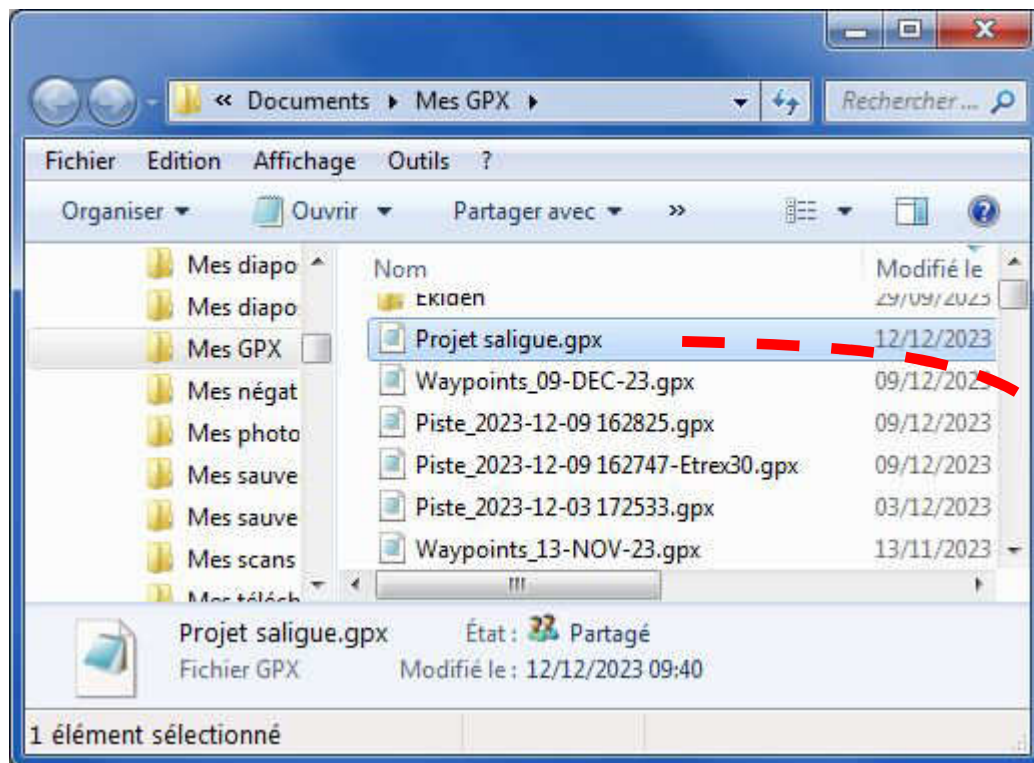 « Documents ▸ Mes GPX ▸ Rechercher ...
Fichier Edition Affichage Outils ?
Organiser Ouvrir Partager avec »
Mes diapo
Mes diapo
Mes GPX
Mes négat
Mes photo
Mes sauve
Mes sauve
Mes scans
Mes téléch
Nom Modifié le
Ekiden 29/09/2023
Projet saligue.gpx 12/12/2023
Waypoints_09-DEC-23.gpx 09/12/2023
Piste_2023-12-09 162825.gpx 09/12/2023
Piste_2023-12-09 162747-Etrex30.gpx 09/12/2023
Piste_2023-12-03 172533.gpx 03/12/2023
Waypoints_13-NOV-23.gpx 13/11/2023
Projet saligue.gpx État : Partagé
Fichier GPX Modifié le : 12/12/2023 09:40
1 élément sélectionné